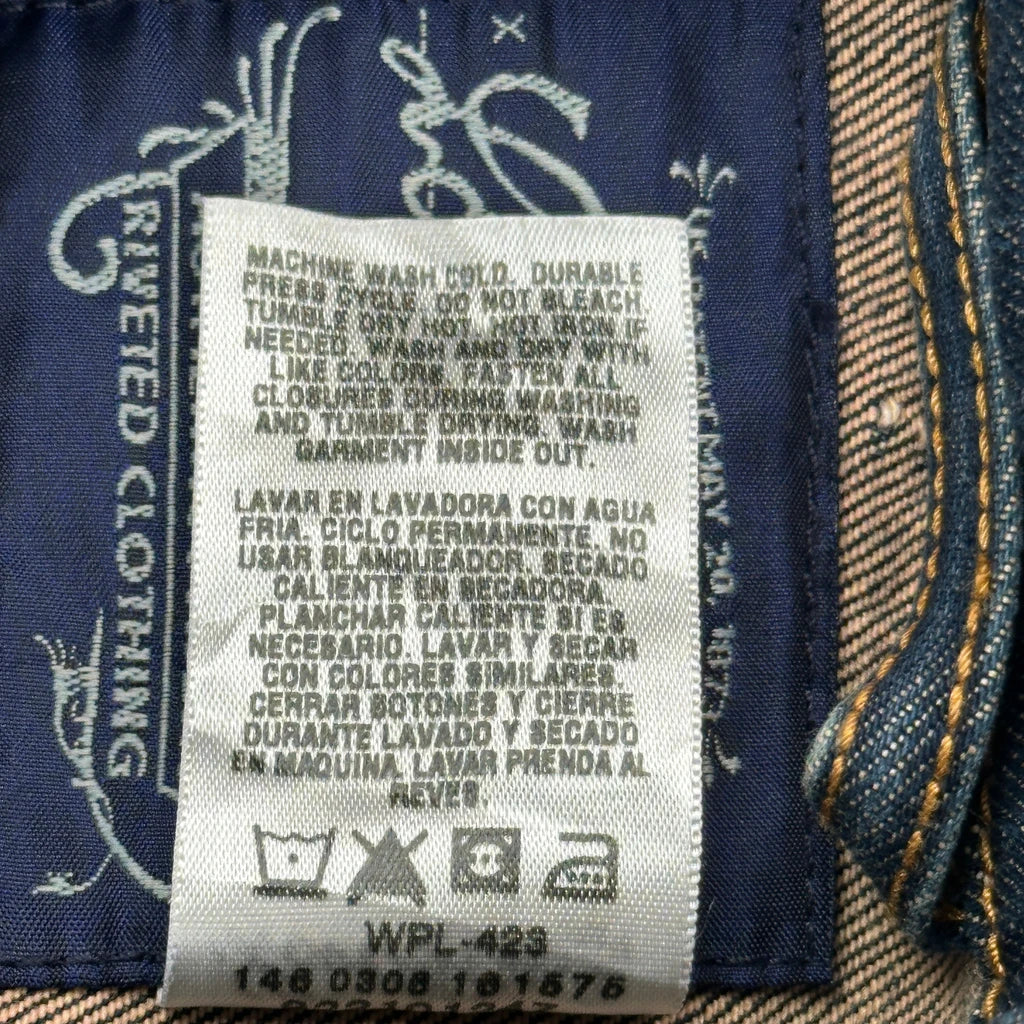 MACHINE WASH COLD. DURABLE
PRESS CYCLE. DO NOT BLEACH
TUMBLE DRY HOT. HOT IRON IF
NEEDED. WASH AND DRY WITH
LIKE COLORS. FASTEN ALL
CLOSURES DURING WASHING
AND TUMBLE DRYING. WASH
GARMENT INSIDE OUT.
LAVAR EN LAVADORA CON AGUA
FRIA. CICLO PERMANENTE. NO
USAR BLANQUEADOR. SECADO
CALIENTE EN SECADORA.
PLANCHAR CALIENTE SI ES
NECESARIO. LAVAR Y SECAR
CON COLORES SIMILARES.
CERRAR BOTONES Y CIERRE
DURANTE LAVADO Y SECADO
EN MAQUINA. LAVAR PRENDA AL
REVES.
WPL-423
146 0306 161576
RIVETED CLOTHING
MAY 20,